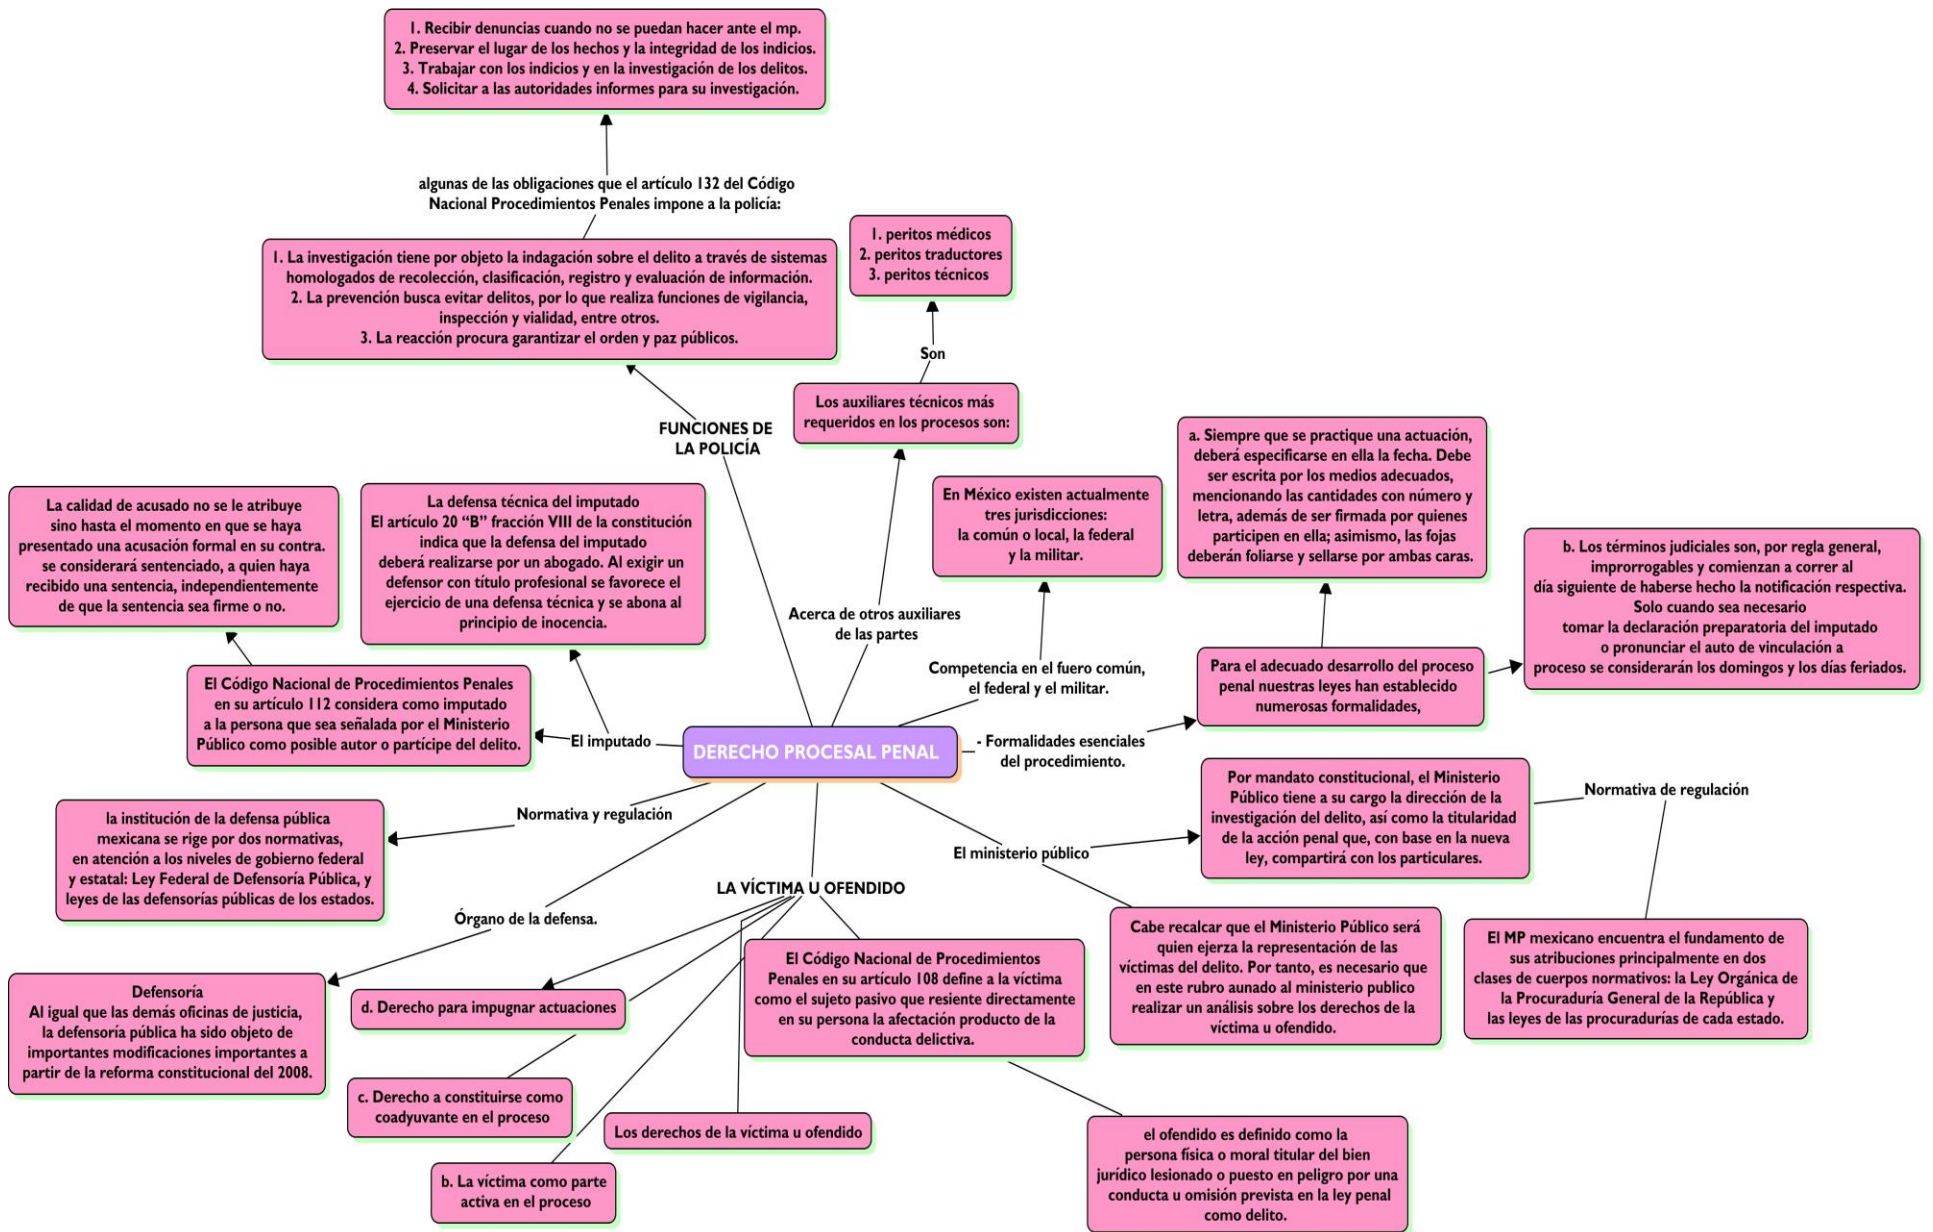 1. Recibir denuncias cuando no se puedan hacer ante el mp.
2. Preservar el lugar de los hechos y la integridad de los indicios.
3. Trabajar con los indicios y en la investigación de los delitos.
4. Solicitar a las autoridades informes para su investigación.
algunas de las obligaciones que el artículo 132 del Código
Nacional Procedimientos Penales impone a la policía:
1. La investigación tiene por objeto la indagación sobre el delito a través de sistemas
homologados de recolección, clasificación, registro y evaluación de información.
2. La prevención busca evitar delitos, por lo que realiza funciones de vigilancia,
inspección y vialidad, entre otros.
3. La reacción procura garantizar el orden y paz públicos.
FUNCIONES DE
LA POLICÍA
1. peritos médicos
2. peritos traductores
3. peritos técnicos
Son
Los auxiliares técnicos más
requeridos en los procesos son:
Acerca de otros auxiliares
de las partes
En México existen actualmente
tres jurisdicciones:
la común o local, la federal
y la militar.
Competencia en el fuero común,
el federal y el militar.
a. Siempre que se practique una actuación,
deberá especificarse en ella la fecha. Debe
ser escrita por los medios adecuados,
mencionando las cantidades con número y
letra, además de ser firmada por quienes
participen en ella; asimismo, las fojas
deberán foliarse y sellarse por ambas caras.
b. Los términos judiciales son, por regla general,
improrrogables y comienzan a correr al
día siguiente de haberse hecho la notificación respectiva.
Solo cuando sea necesario
tomar la declaración preparatoria del imputado
o pronunciar el auto de vinculación a
proceso se considerarán los domingos y los días feriados.
Para el adecuado desarrollo del proceso
penal nuestras leyes han establecido
numerosas formalidades,
- Formalidades esenciales
del procedimiento.
La calidad de acusado no se le atribuye
sino hasta el momento en que se haya
presentado una acusación formal en su contra.
se considerará sentenciado, a quien haya
recibido una sentencia, independientemente
de que la sentencia sea firme o no.
La defensa técnica del imputado
El artículo 20 “B” fracción VIII de la constitución
indica que la defensa del imputado
deberá realizarse por un abogado. Al exigir un
defensor con título profesional se favorece el
ejercicio de una defensa técnica y se abona al
principio de inocencia.
El Código Nacional de Procedimientos Penales
en su artículo 112 considera como imputado
a la persona que sea señalada por el Ministerio
Público como posible autor o partícipe del delito.
El imputado
DERECHO PROCESAL PENAL
Normativa y regulación
la institución de la defensa pública
mexicana se rige por dos normativas,
en atención a los niveles de gobierno federal
y estatal: Ley Federal de Defensoría Pública, y
leyes de las defensorías públicas de los estados.
Órgano de la defensa.
Defensoría
Al igual que las demás oficinas de justicia,
la defensoría pública ha sido objeto de
importantes modificaciones importantes a
partir de la reforma constitucional del 2008.
LA VÍCTIMA U OFENDIDO
d. Derecho para impugnar actuaciones
c. Derecho a constituirse como
coadyuvante en el proceso
b. La víctima como parte
activa en el proceso
Los derechos de la víctima u ofendido
El Código Nacional de Procedimientos
Penales en su artículo 108 define a la víctima
como el sujeto pasivo que resiente directamente
en su persona la afectación producto de la
conducta delictiva.
el ofendido es definido como la
persona física o moral titular del bien
jurídico lesionado o puesto en peligro por una
conducta u omisión prevista en la ley penal
como delito.
El ministerio público
Por mandato constitucional, el Ministerio
Público tiene a su cargo la dirección de la
investigación del delito, así como la titularidad
de la acción penal que, con base en la nueva
ley, compartirá con los particulares.
Cabe recalcar que el Ministerio Público será
quien ejerza la representación de las
víctimas del delito. Por tanto, es necesario que
en este rubro aunado al ministerio publico
realizar un análisis sobre los derechos de la
víctima u ofendido.
Normativa de regulación
El MP mexicano encuentra el fundamento de
sus atribuciones principalmente en dos
clases de cuerpos normativos: la Ley Orgánica de
la Procuraduría General de la República y
las leyes de las procuradurías de cada estado.